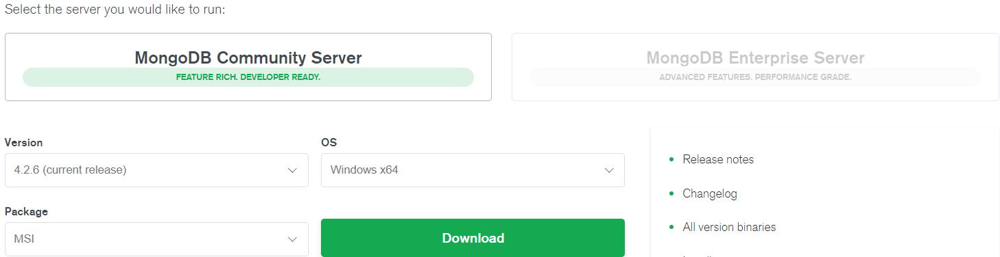 Select the server you would like to run:
MongoDB Community Server
FEATURE RICH. DEVELOPER READY.
MongoDB Enterprise Server
ADVANCED FEATURES. PERFORMANCE GRADE.
Version
4.2.6 (current release)
OS
Windows x64
Package
MSI
Download
Release notes
Changelog
All version binaries